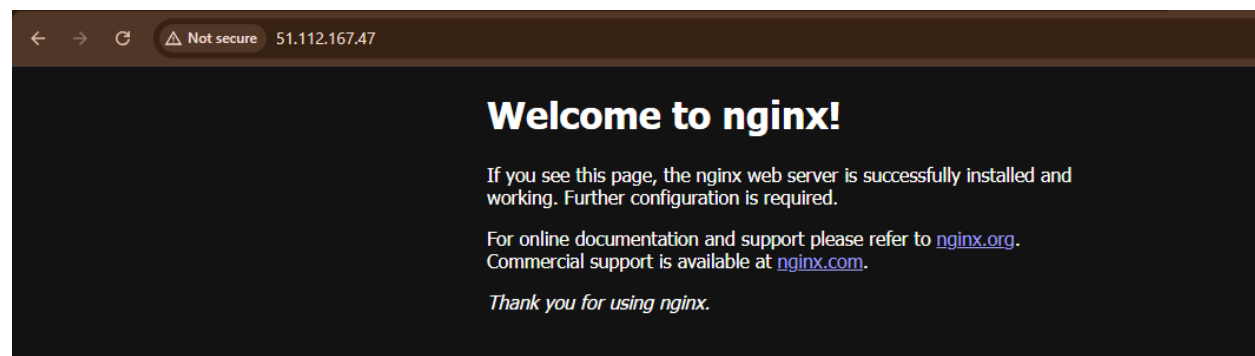 Not secure 51.112.167.47
Welcome to nginx!
If you see this page, the nginx web server is successfully installed and
working. Further configuration is required.
For online documentation and support please refer to nginx.org.
Commercial support is available at nginx.com.
Thank you for using nginx.